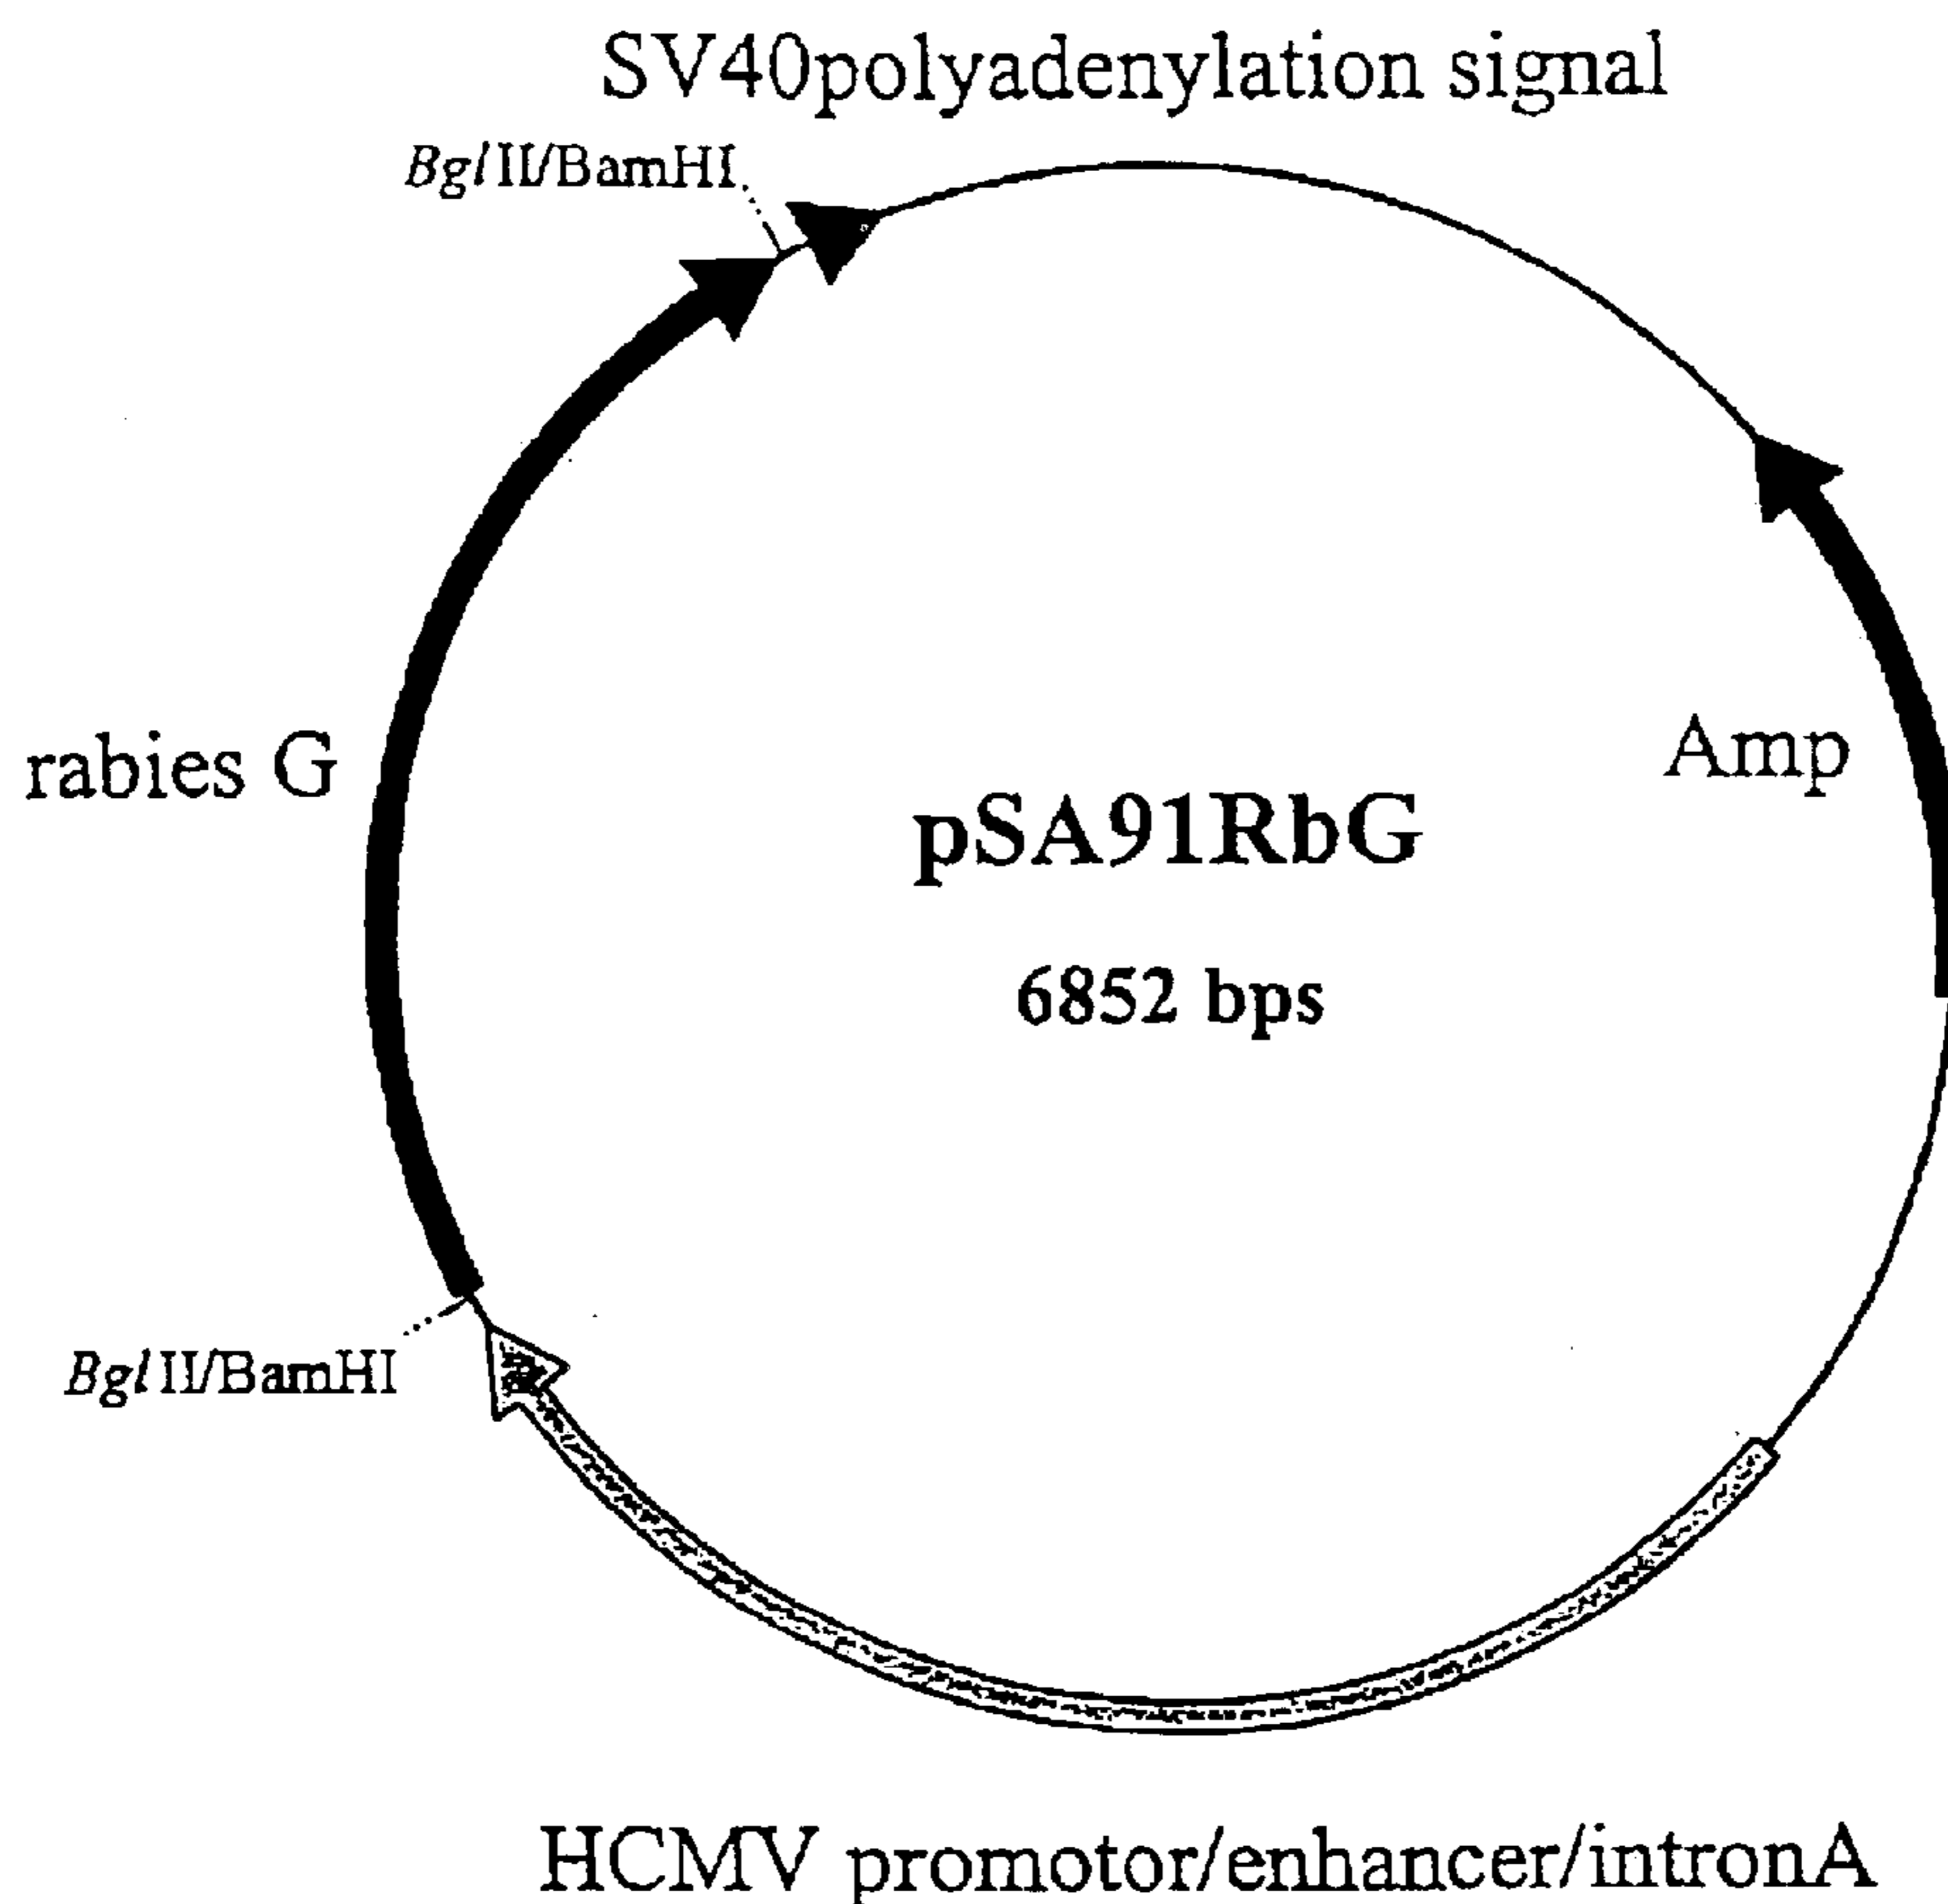 SV40polyadenylation signal
BglII/BamHI
rabies G
Amp
pSA91RbG
6852 bps
BglII/BamHI
HCMV promotor/enhancer/intronA